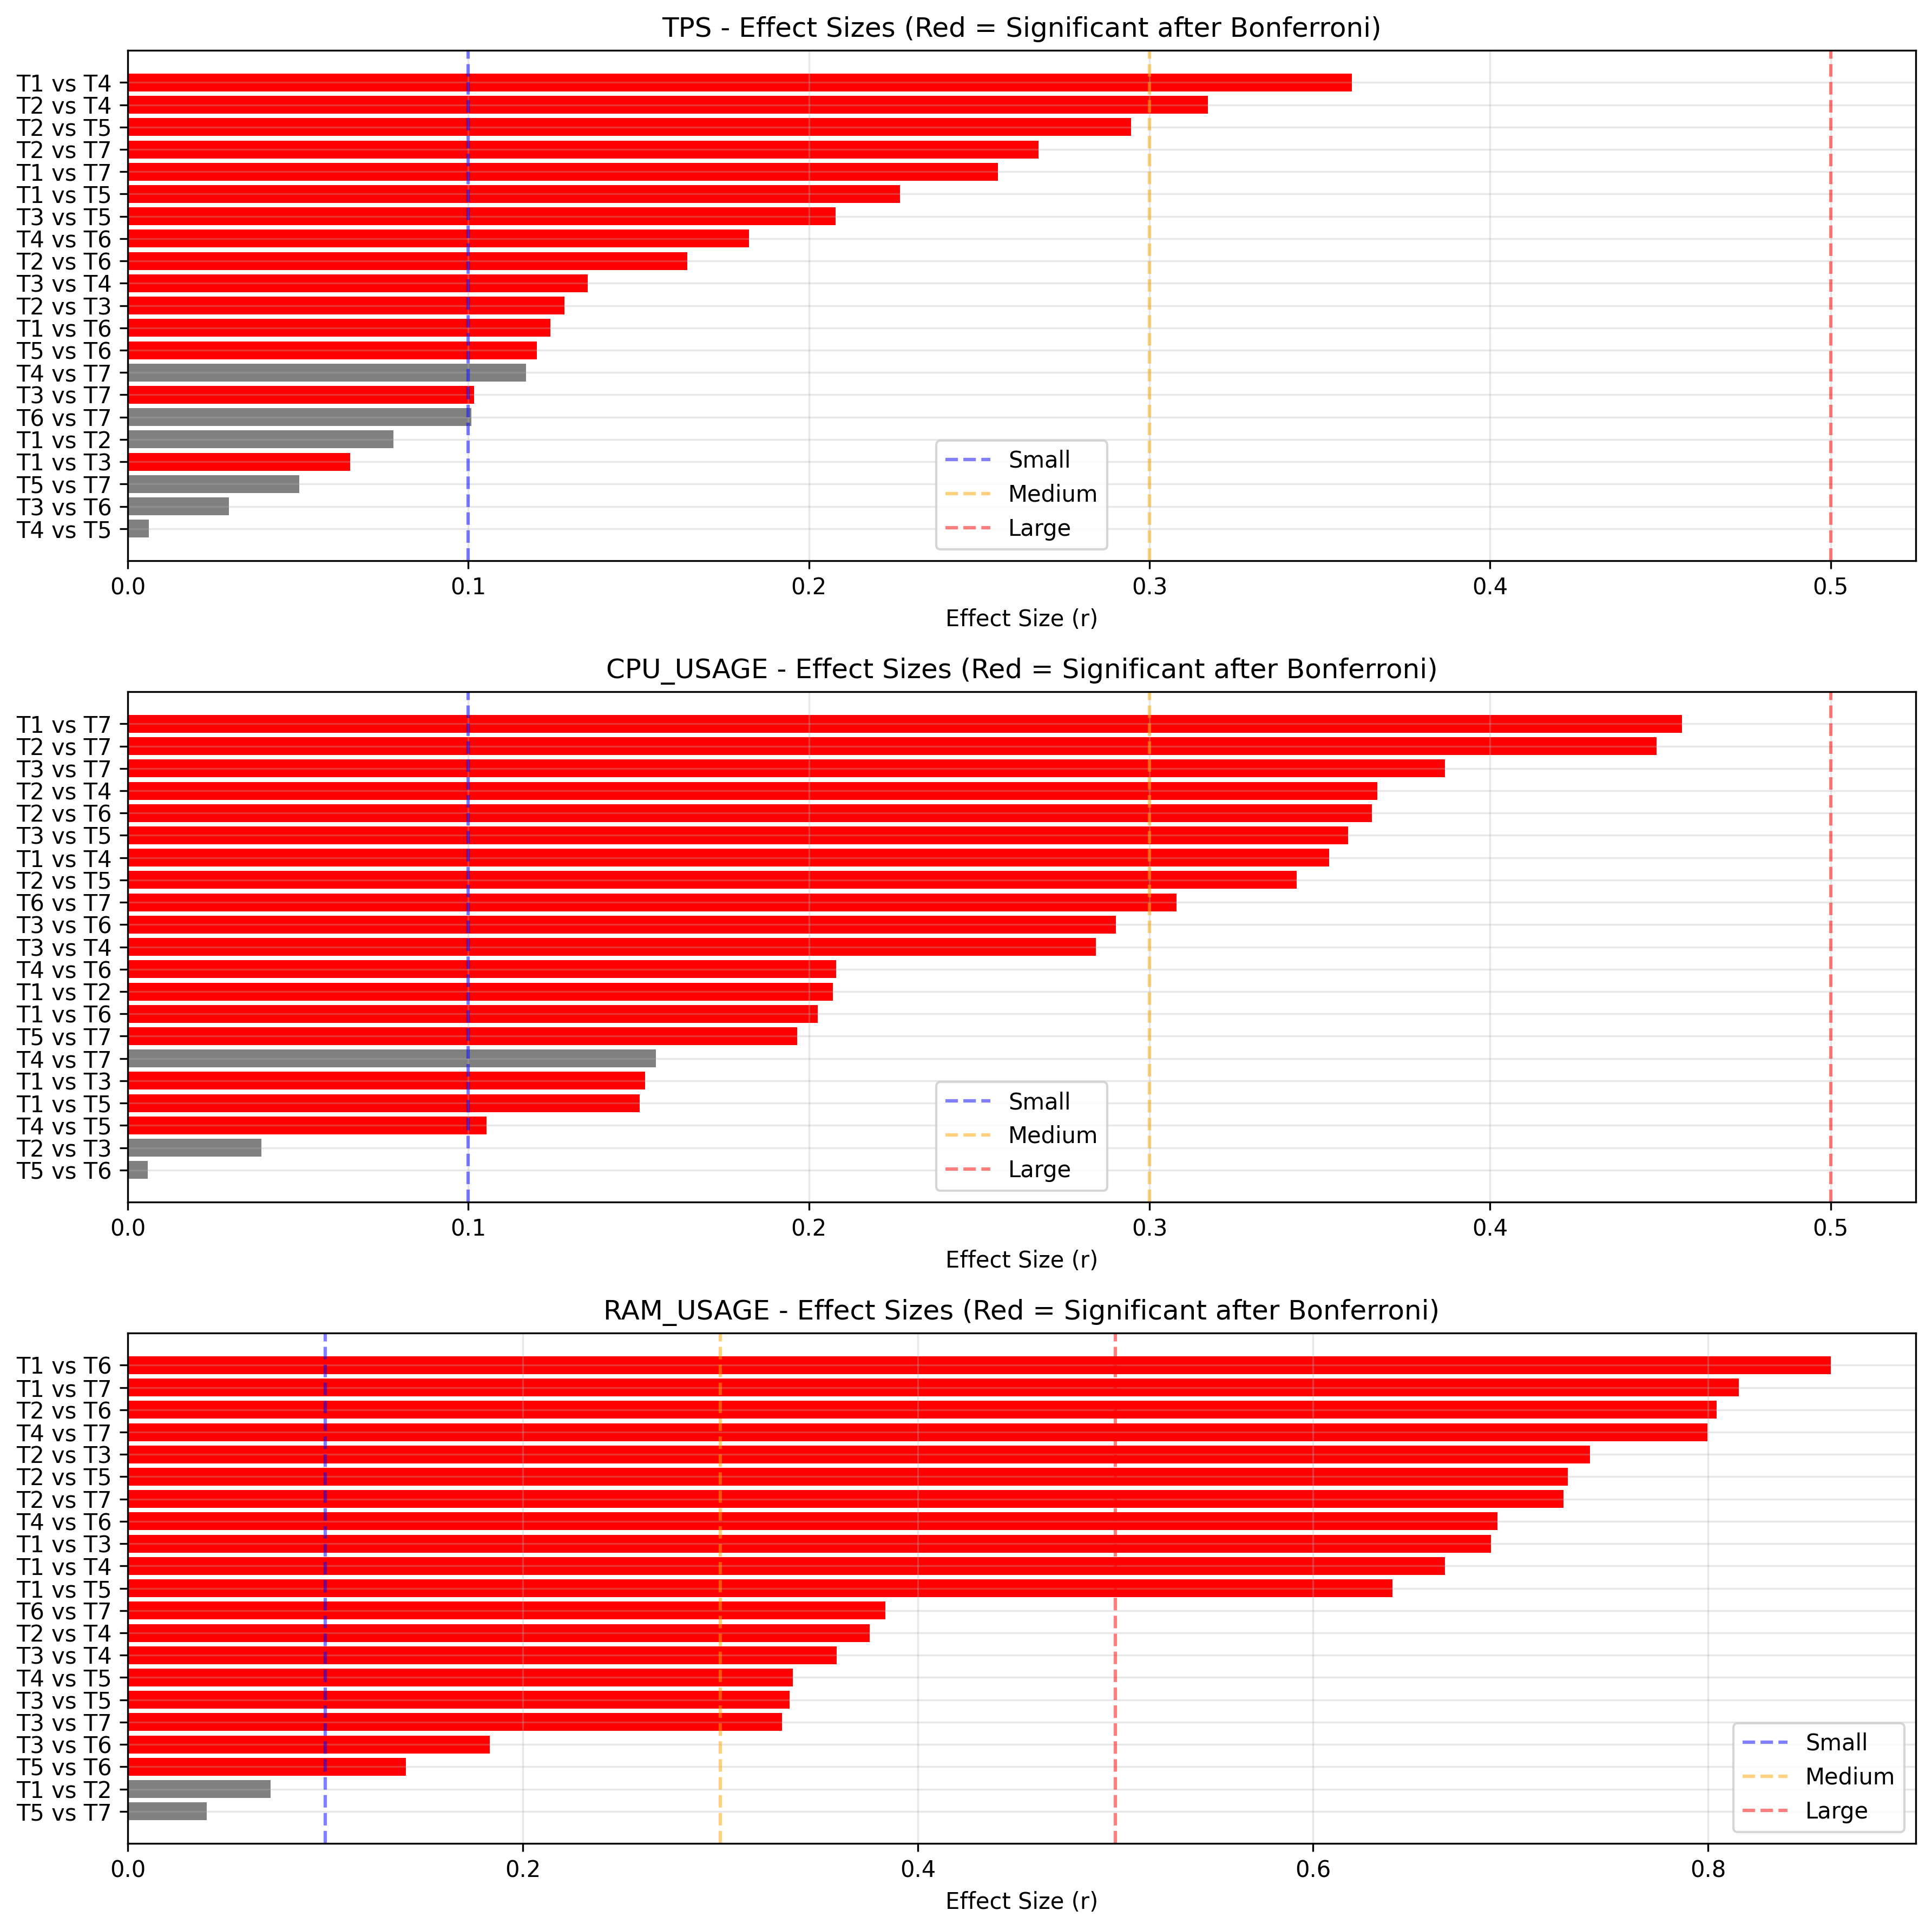 TPS - Effect Sizes (Red = Significant after Bonferroni)
T1 vs T4
T2 vs T4
T2 vs T5
T2 vs T7
T1 vs T7
T1 vs T5
T3 vs T5
T4 vs T6
T2 vs T6
T3 vs T4
T2 vs T3
T1 vs T6
T5 vs T6
T4 vs T7
T3 vs T7
T6 vs T7
T1 vs T2
T1 vs T3
T5 vs T7
T3 vs T6
T4 vs T5
Small
Medium
Large
0.0 0.1 0.2 0.3 0.4 0.5
Effect Size (r)
CPU_USAGE - Effect Sizes (Red = Significant after Bonferroni)
T1 vs T7
T2 vs T7
T3 vs T7
T2 vs T4
T2 vs T6
T3 vs T5
T1 vs T4
T2 vs T5
T6 vs T7
T3 vs T6
T3 vs T4
T4 vs T6
T1 vs T2
T1 vs T6
T5 vs T7
T4 vs T7
T1 vs T3
T1 vs T5
T4 vs T5
T2 vs T3
T5 vs T6
Small
Medium
Large
0.0 0.1 0.2 0.3 0.4 0.5
Effect Size (r)
RAM_USAGE - Effect Sizes (Red = Significant after Bonferroni)
T1 vs T6
T1 vs T7
T2 vs T6
T4 vs T7
T2 vs T3
T2 vs T5
T2 vs T7
T4 vs T6
T1 vs T3
T1 vs T4
T1 vs T5
T6 vs T7
T2 vs T4
T3 vs T4
T4 vs T5
T3 vs T5
T3 vs T7
T3 vs T6
T5 vs T6
T1 vs T2
T5 vs T7
Small
Medium
Large
0.0 0.2 0.4 0.6 0.8
Effect Size (r)